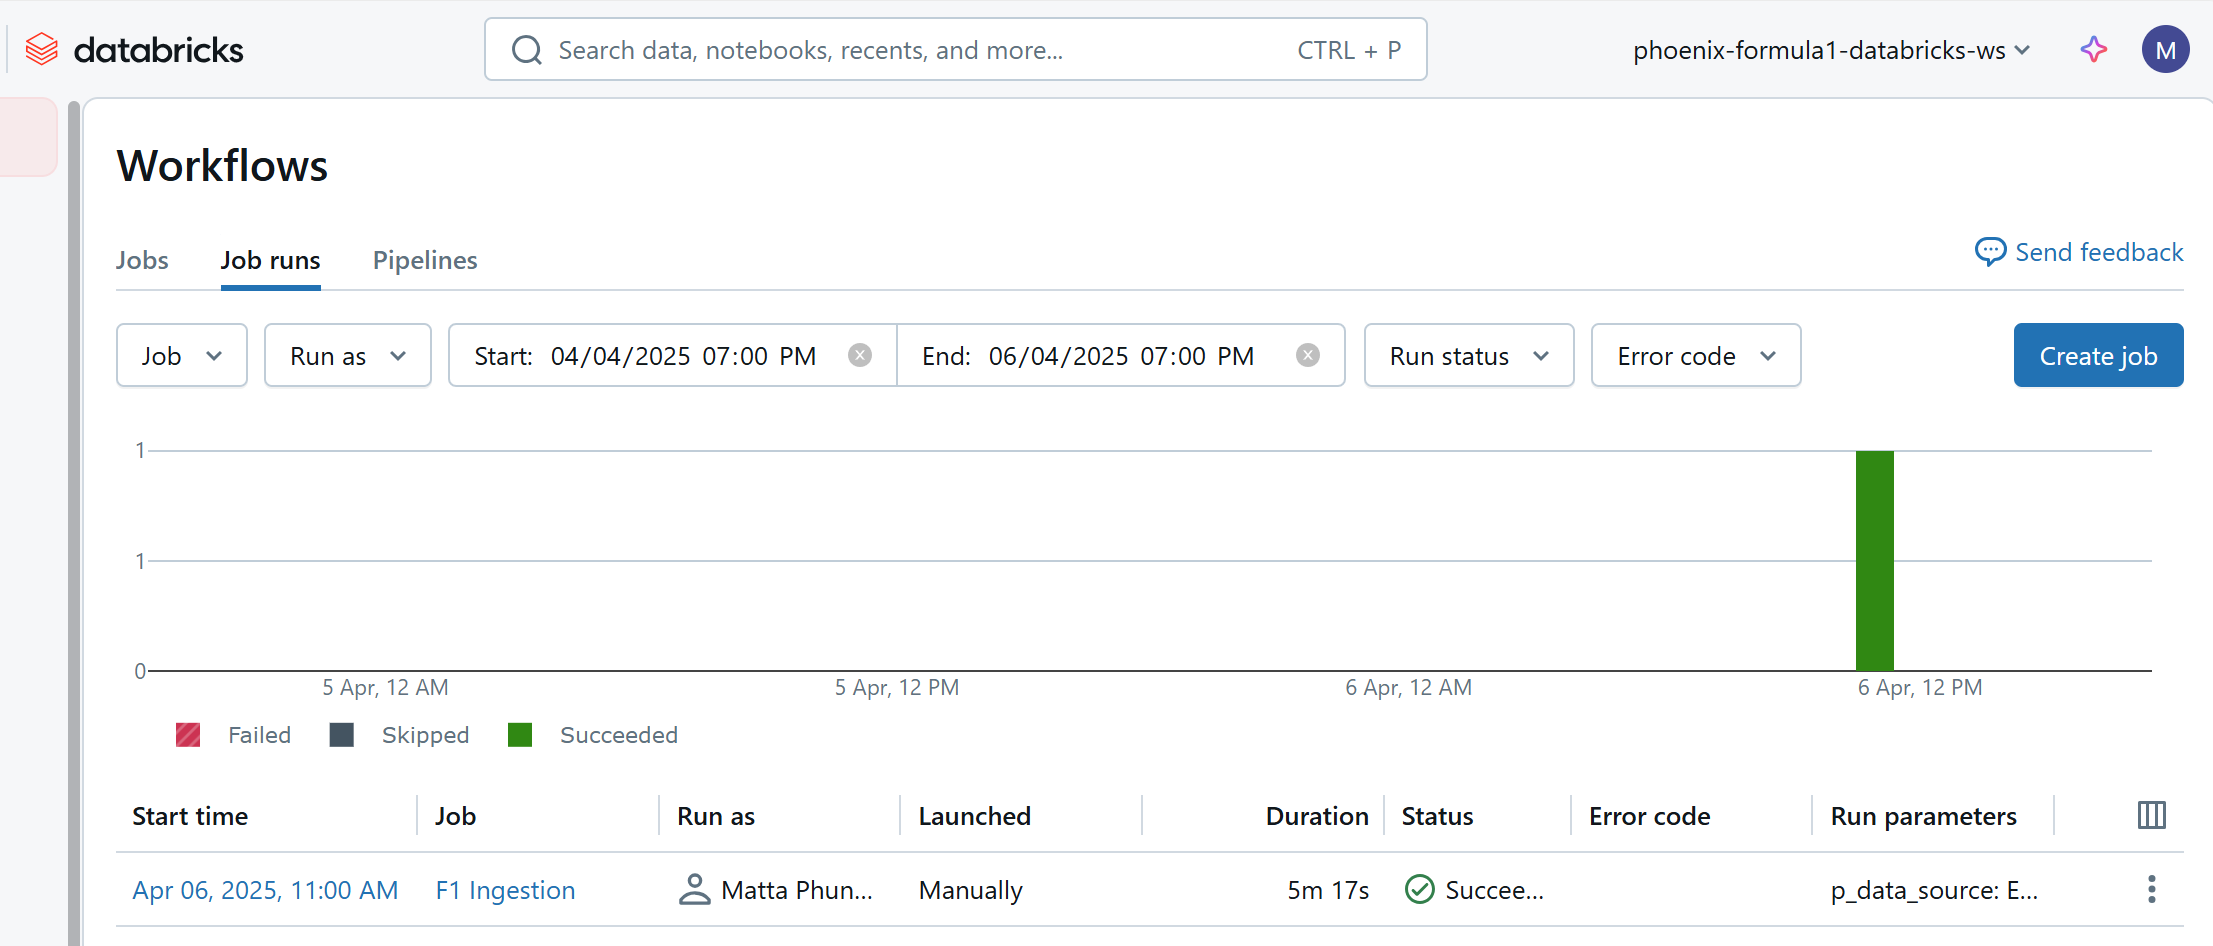 databricks
Search data, notebooks, recents, and more... CTRL + P
phoenix-formula1-databricks-ws
M
Workflows
Jobs Job runs Pipelines
Send feedback
Job Run as Start: 04/04/2025 07:00 PM End: 06/04/2025 07:00 PM Run status Error code Create job
1
1
0
5 Apr, 12 AM 5 Apr, 12 PM 6 Apr, 12 AM 6 Apr, 12 PM
Failed Skipped Succeeded
Start time Job Run as Launched Duration Status Error code Run parameters
Apr 06, 2025, 11:00 AM F1 Ingestion Matta Phun... Manually 5m 17s Succee... p_data_source: E...